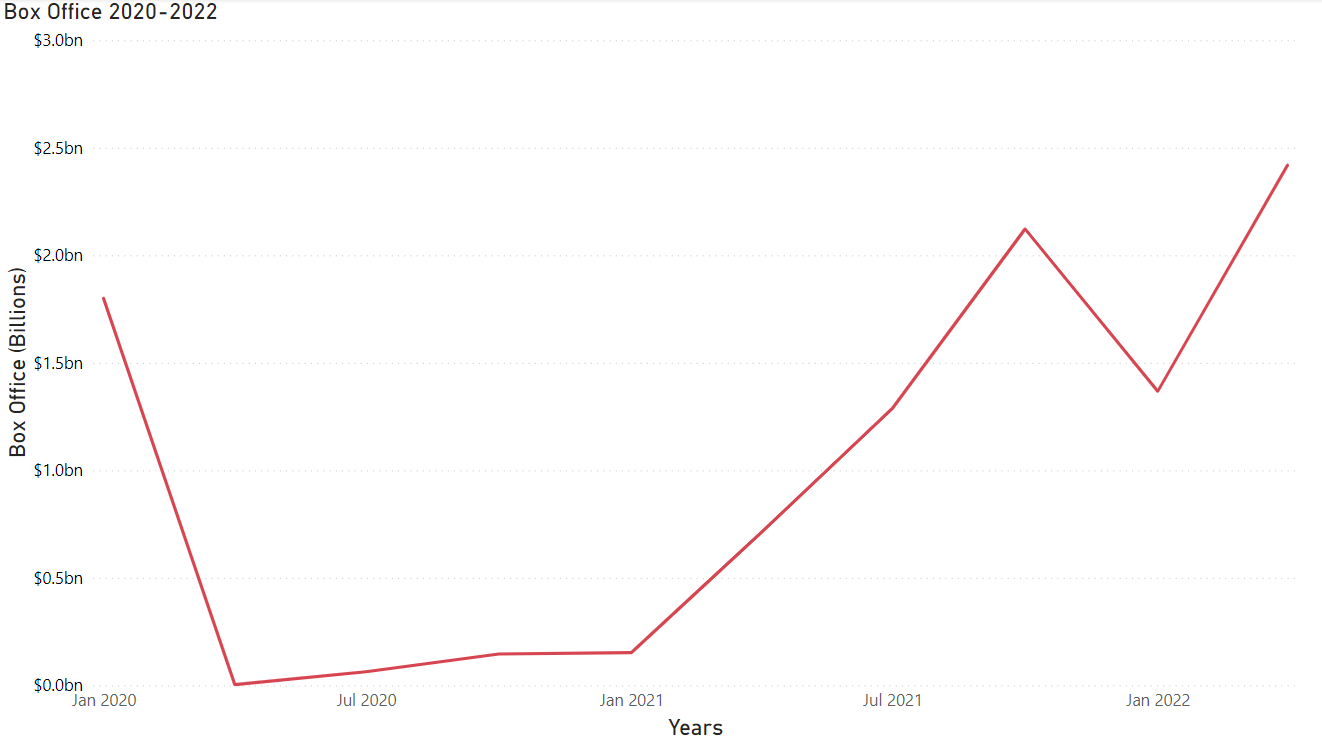 Box Office 2020-2022
$3.0bn
$2.5bn
$2.0bn
$1.5bn
$1.0bn
$0.5bn
$0.0bn
Box Office (Billions)
Jan 2020 Jul 2020 Jan 2021 Jul 2021 Jan 2022
Years